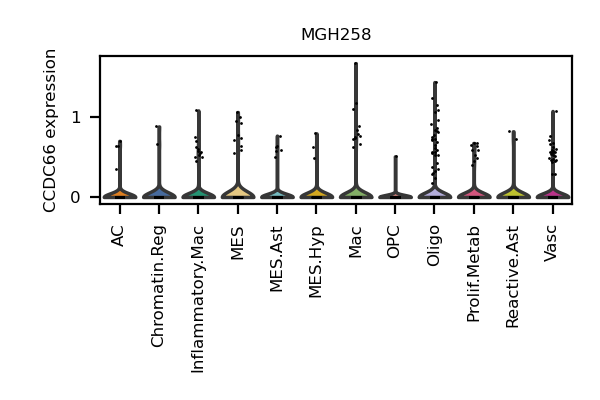 MGH258
CCDC66 expression
1
0
AC
Chromatin.Reg
Inflammatory.Mac
MES
MES.Ast
MES.Hyp
Mac
OPC
Oligo
Prolif.Metab
Reactive.Ast
Vasc